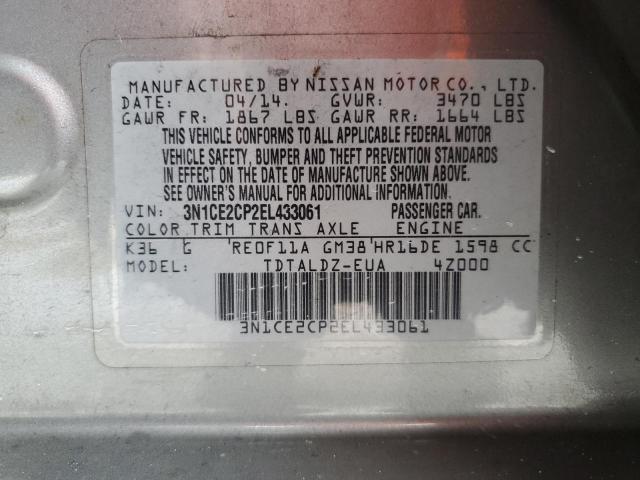 MANUFACTURED BY NISSAN MOTOR CO., LTD.
DATE: 04/14. GVWR: 3470 LBS
GAWR FR: 1867 LBS GAWR RR: 1664 LBS
THIS VEHICLE CONFORMS TO ALL APPLICABLE FEDERAL MOTOR
VEHICLE SAFETY, BUMPER AND THEFT PREVENTION STANDARDS
IN EFFECT ON THE DATE OF MANUFACTURE SHOWN ABOVE.
SEE OWNER'S MANUAL FOR ADDITIONAL INFORMATION.
VIN: 3N1CE2CP2EL433061 PASSENGER CAR.
COLOR TRIM TRANS AXLE ENGINE
K36 G RE0F11A GM38 HR16DE 1598 CC
MODEL: TDTALDZ-EUA 4Z000
3N1CE2CP2EL433061